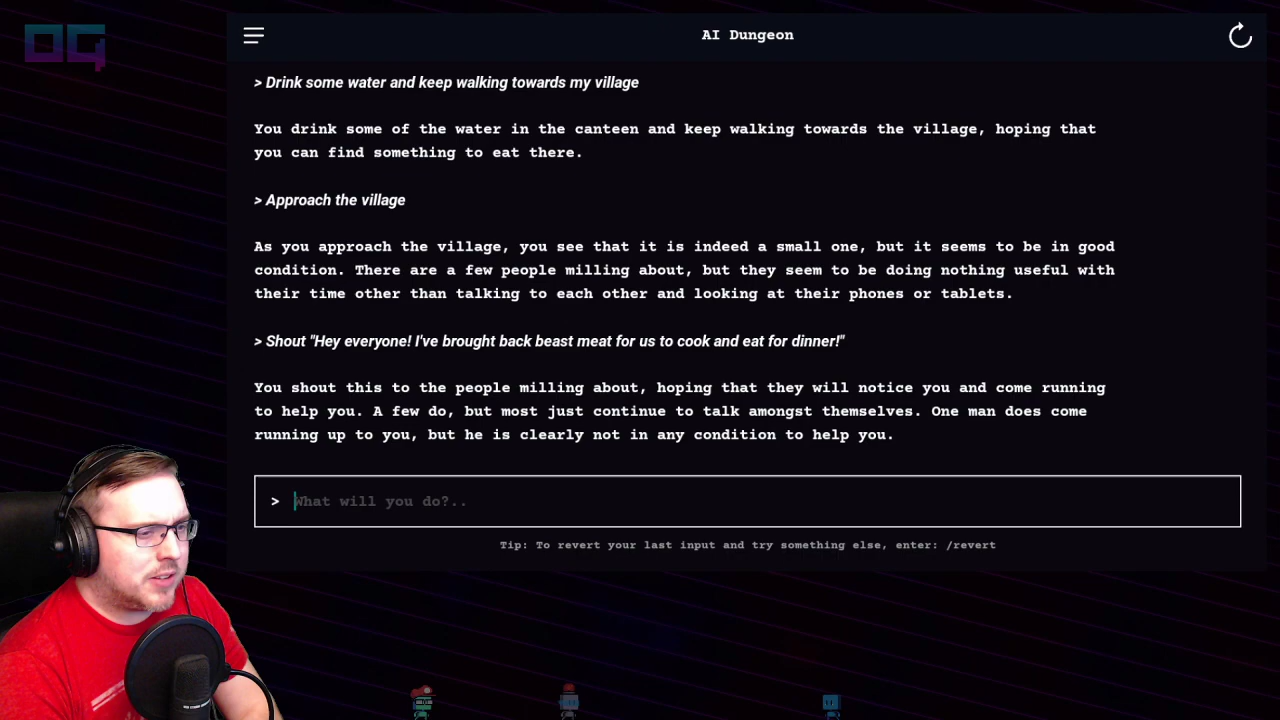 OG
AI Dungeon
> Drink some water and keep walking towards my village
You drink some of the water in the canteen and keep walking towards the village, hoping that
you can find something to eat there.
> Approach the village
As you approach the village, you see that it is indeed a small one, but it seems to be in good
condition. There are a few people milling about, but they seem to be doing nothing useful with
their time other than talking to each other and looking at their phones or tablets.
> Shout "Hey everyone! I've brought back beast meat for us to cook and eat for dinner!"
You shout this to the people milling about, hoping that they will notice you and come running
to help you. A few do, but most just continue to talk amongst themselves. One man does come
running up to you, but he is clearly not in any condition to help you.
> What will you do?..
Tip: To revert your last input and try something else, enter: /revert